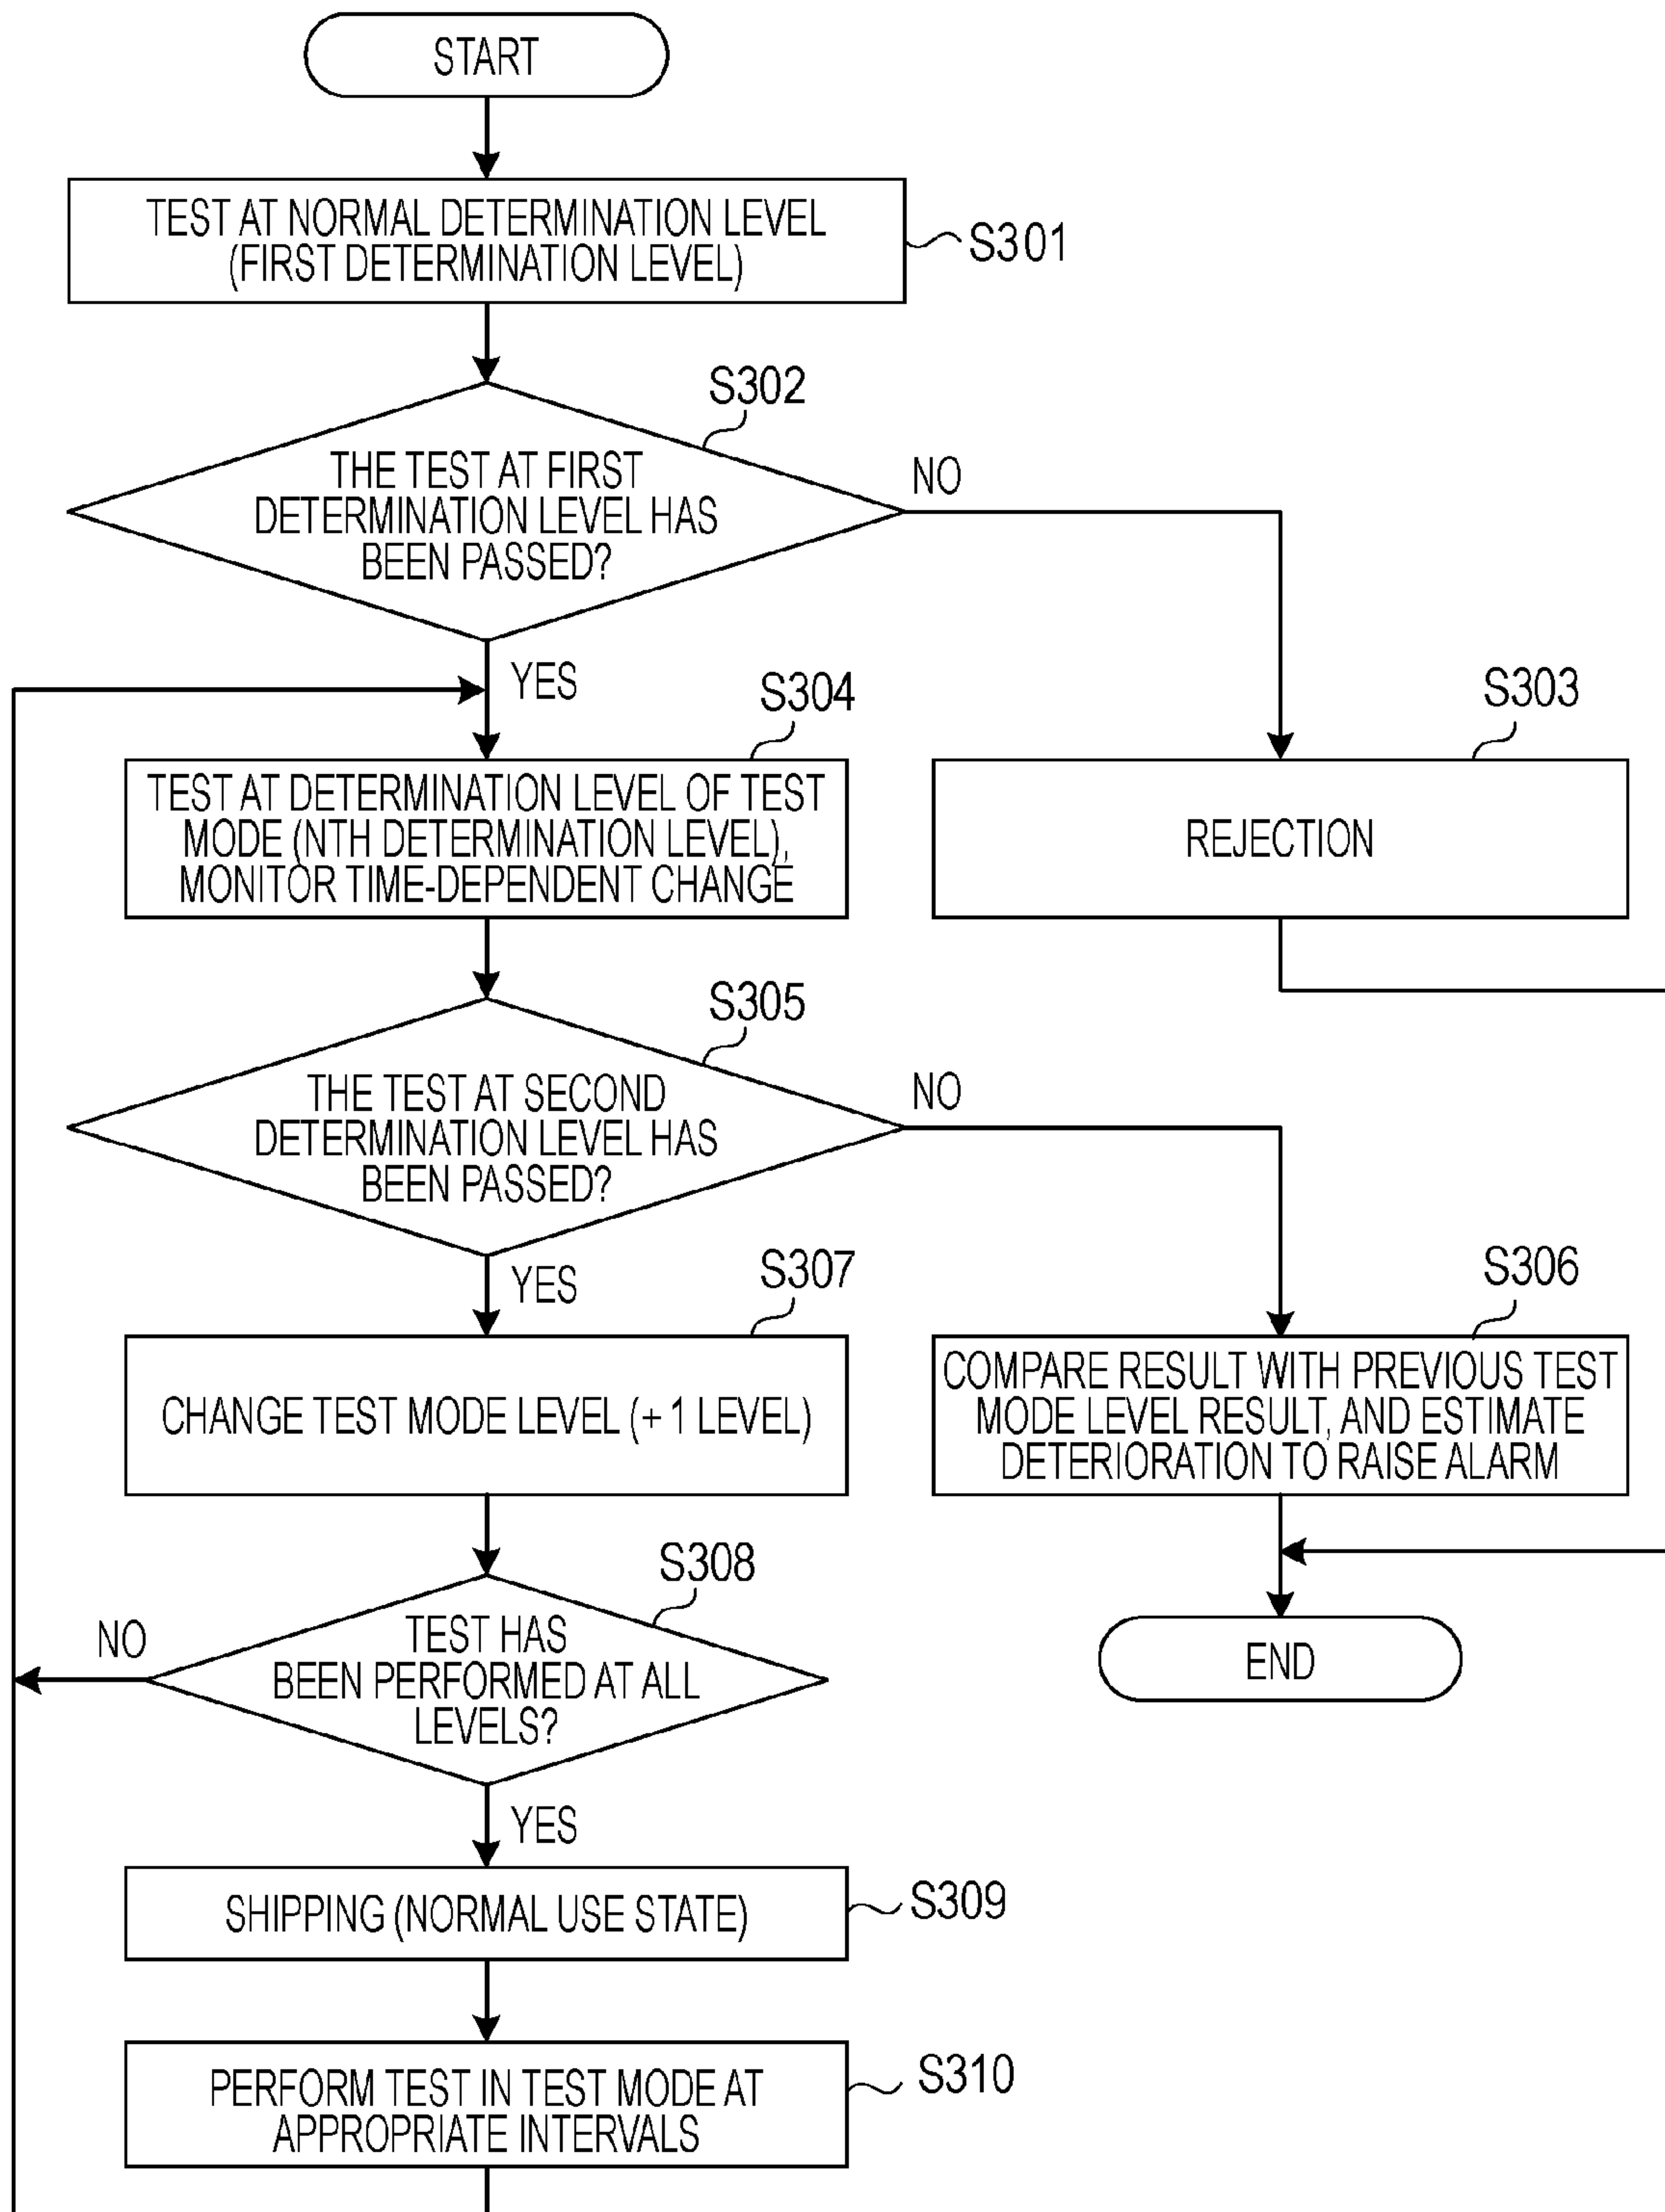 START
TEST AT NORMAL DETERMINATION LEVEL
(FIRST DETERMINATION LEVEL)
S301
S302
THE TEST AT FIRST
DETERMINATION LEVEL HAS
BEEN PASSED?
NO
YES
S304
TEST AT DETERMINATION LEVEL OF TEST
MODE (NTH DETERMINATION LEVEL),
MONITOR TIME-DEPENDENT CHANGE
S303
REJECTION
S305
THE TEST AT SECOND
DETERMINATION LEVEL HAS
BEEN PASSED?
NO
YES
S307
CHANGE TEST MODE LEVEL (+ 1 LEVEL)
S306
COMPARE RESULT WITH PREVIOUS TEST
MODE LEVEL RESULT, AND ESTIMATE
DETERIORATION TO RAISE ALARM
S308
TEST HAS
BEEN PERFORMED AT ALL
LEVELS?
NO
YES
END
SHIPPING (NORMAL USE STATE)
S309
PERFORM TEST IN TEST MODE AT
APPROPRIATE INTERVALS
S310